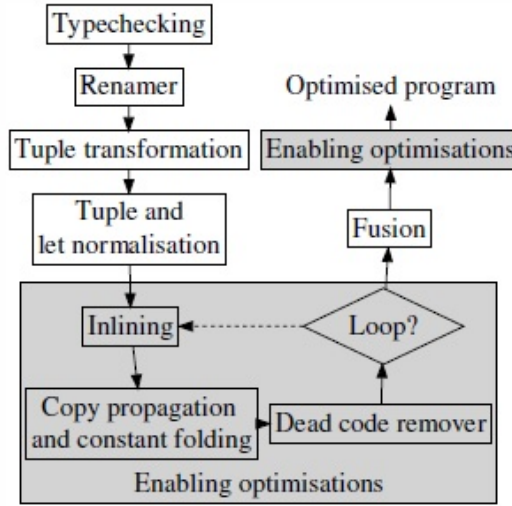 Typechecking
Renamer
Tuple transformation
Tuple and
let normalisation
Inlining
Copy propagation
and constant folding
Dead code remover
Loop?
Enabling optimisations
Fusion
Enabling optimisations
Optimised program